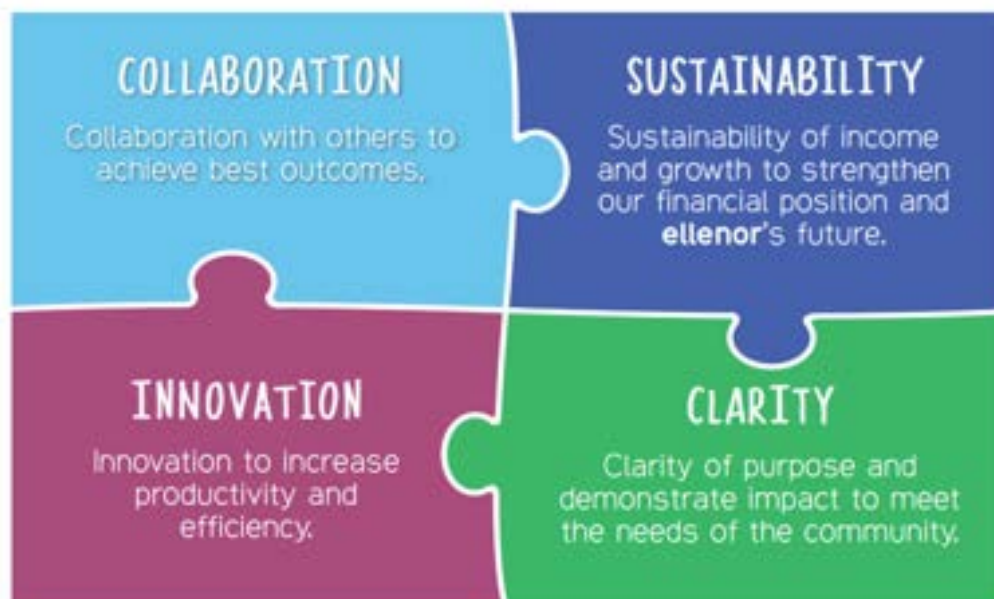 COLLABORATION
Collaboration with others to
achieve best outcomes.
SUSTAINABILITY
Sustainability of income
and growth to strengthen
our financial position and
ellenor's future.
INNOVATION
Innovation to increase
productivity and
efficiency.
CLARITY
Clarity of purpose and
demonstrate impact to meet
the needs of the community.